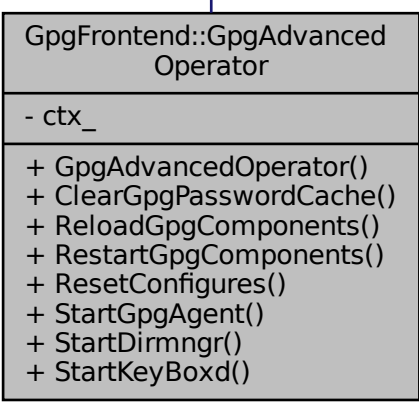 GpgFrontend::GpgAdvanced
Operator
- ctx_
+ GpgAdvancedOperator()
+ ClearGpgPasswordCache()
+ ReloadGpgComponents()
+ RestartGpgComponents()
+ ResetConfigures()
+ StartGpgAgent()
+ StartDirmngr()
+ StartKeyBoxd()